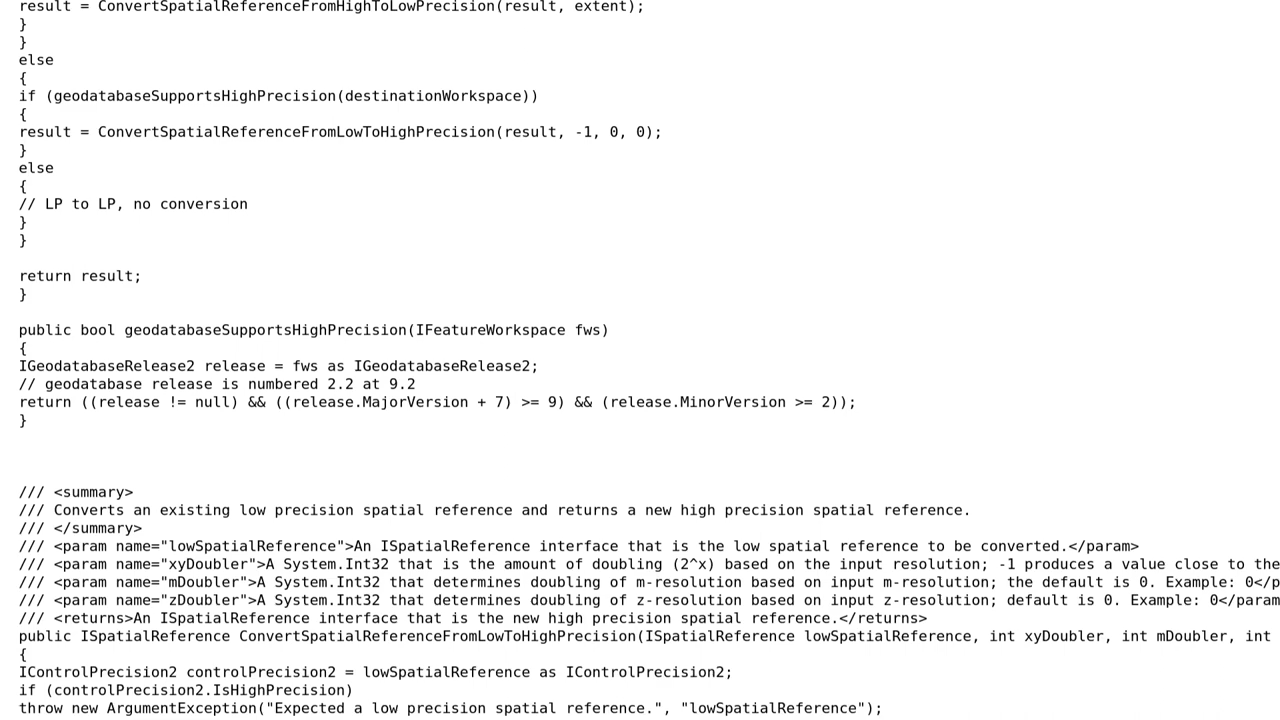 result = ConvertSpatialReferenceFromHighToLowPrecision(result, extent);
}
}
else
{
if (geodatabaseSupportsHighPrecision(destinationWorkspace))
{
result = ConvertSpatialReferenceFromLowToHighPrecision(result, -1, 0, 0);
}
else
{
// LP to LP, no conversion
}
}
return result;
}
public bool geodatabaseSupportsHighPrecision(IFeatureWorkspace fws)
{
IGeodatabaseRelease2 release = fws as IGeodatabaseRelease2;
// geodatabase release is numbered 2.2 at 9.2
return ((release != null) && ((release.MajorVersion + 7) >= 9) && (release.MinorVersion >= 2));
}
/// <summary>
/// Converts an existing low precision spatial reference and returns a new high precision spatial reference.
/// </summary>
/// <param name="lowSpatialReference">An ISpatialReference interface that is the low spatial reference to be converted.</param>
/// <param name="xyDoubler">A System.Int32 that is the amount of doubling (2^x) based on the input resolution; -1 produces a value close to the
/// <param name="mDoubler">A System.Int32 that determines doubling of m-resolution based on input m-resolution; the default is 0. Example: 0</p
/// <param name="zDoubler">A System.Int32 that determines doubling of z-resolution based on input z-resolution; default is 0. Example: 0</param
/// <returns>An ISpatialReference interface that is the new high precision spatial reference.</returns>
public ISpatialReference ConvertSpatialReferenceFromLowToHighPrecision(ISpatialReference lowSpatialReference, int xyDoubler, int mDoubler, int
{
IControlPrecision2 controlPrecision2 = lowSpatialReference as IControlPrecision2;
if (controlPrecision2.IsHighPrecision)
throw new ArgumentException("Expected a low precision spatial reference.", "lowSpatialReference");